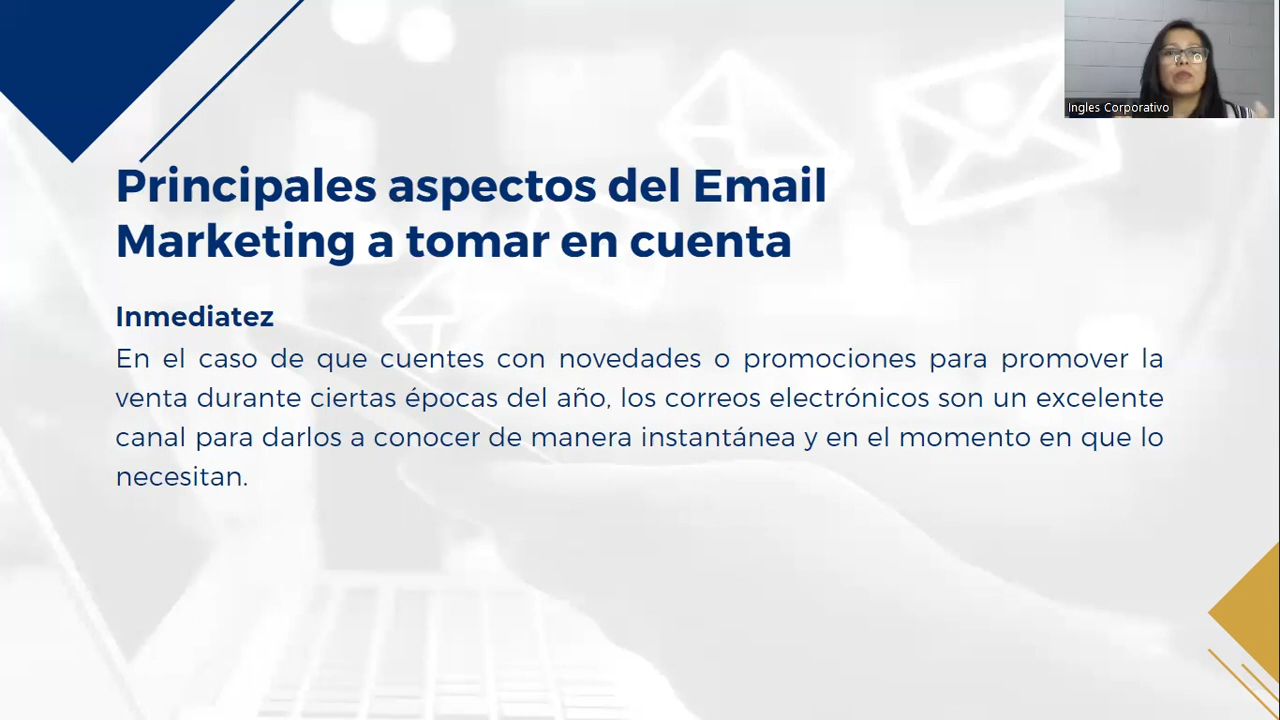 Ingles Corporativo
Principales aspectos del Email
Marketing a tomar en cuenta
Inmediatez
En el caso de que cuentes con novedades o promociones para promover la
venta durante ciertas épocas del año, los correos electrónicos son un excelente
canal para darlos a conocer de manera instantánea y en el momento en que lo
necesitan.